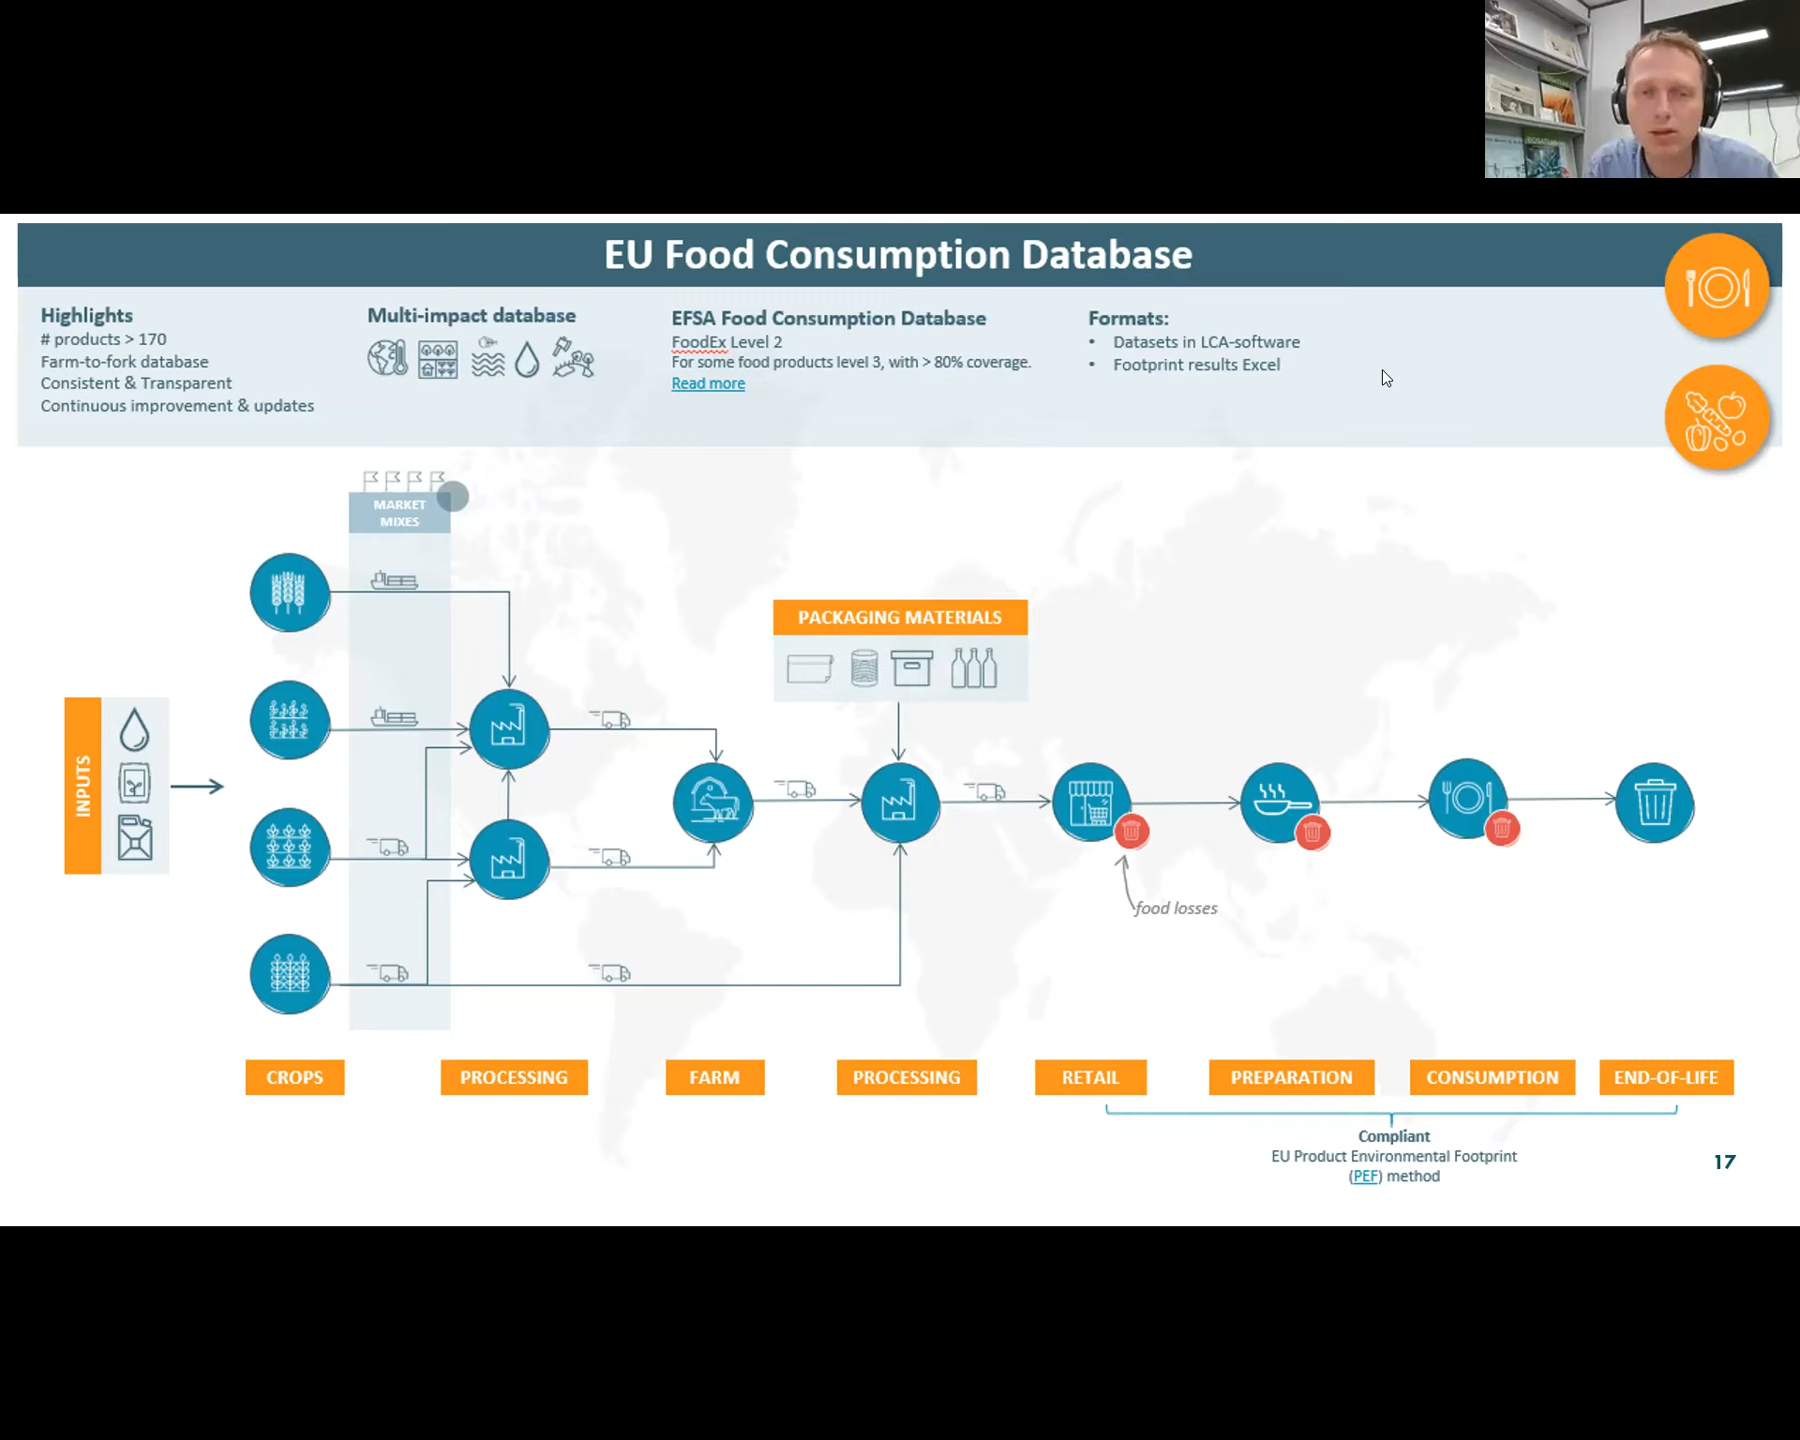 EU Food Consumption Database
Highlights
# products > 170
Farm-to-fork database
Consistent & Transparent
Continuous improvement & updates
Multi-impact database
EFSA Food Consumption Database
FoodEx Level 2
For some food products level 3, with > 80% coverage.
Read more
Formats:
• Datasets in LCA-software
• Footprint results Excel
MARKET
MIXES
PACKAGING MATERIALS
INPUTS
food losses
CROPS
PROCESSING
FARM
PROCESSING
RETAIL
PREPARATION
CONSUMPTION
END-OF-LIFE
Compliant
EU Product Environmental Footprint
(PEF) method
17